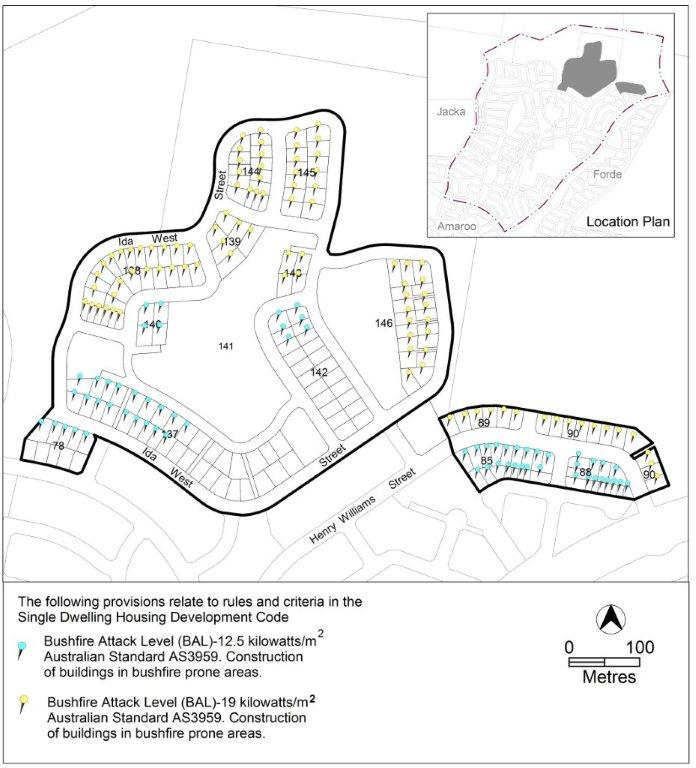 Jacka
Forde
Amaroo
Location Plan
Street
144
145
Ida West
139
138
143
140
146
141
142
137
78
Ida West
Street
Henry Williams Street
89
90
85
88
90
The following provisions relate to rules and criteria in the
Single Dwelling Housing Development Code
Bushfire Attack Level (BAL)-12.5 kilowatts/m2
Australian Standard AS3959. Construction
of buildings in bushfire prone areas.
Bushfire Attack Level (BAL)-19 kilowatts/m2
Australian Standard AS3959. Construction
of buildings in bushfire prone areas.
0 100
Metres